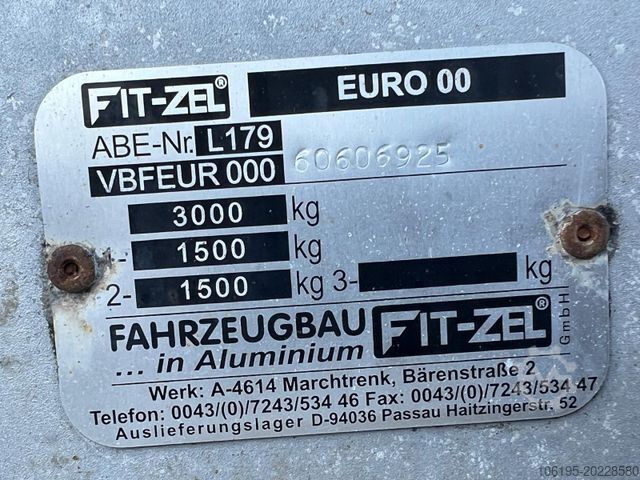 FIT-ZEL® EURO 00
ABE-Nr. L179
VBFEUR 000 60606925
3000 kg
1- 1500 kg
2- 1500 kg 3- kg
FAHRZEUGBAU FIT-ZEL® GmbH
... in Aluminium
Werk: A-4614 Marchtrenk, Bärenstraße 2
Telefon: 0043/(0)/7243/534 46 Fax: 0043/(0)/7243/534 47
Auslieferungslager D-94036 Passau Haitzingerstr. 52
106195-20228580